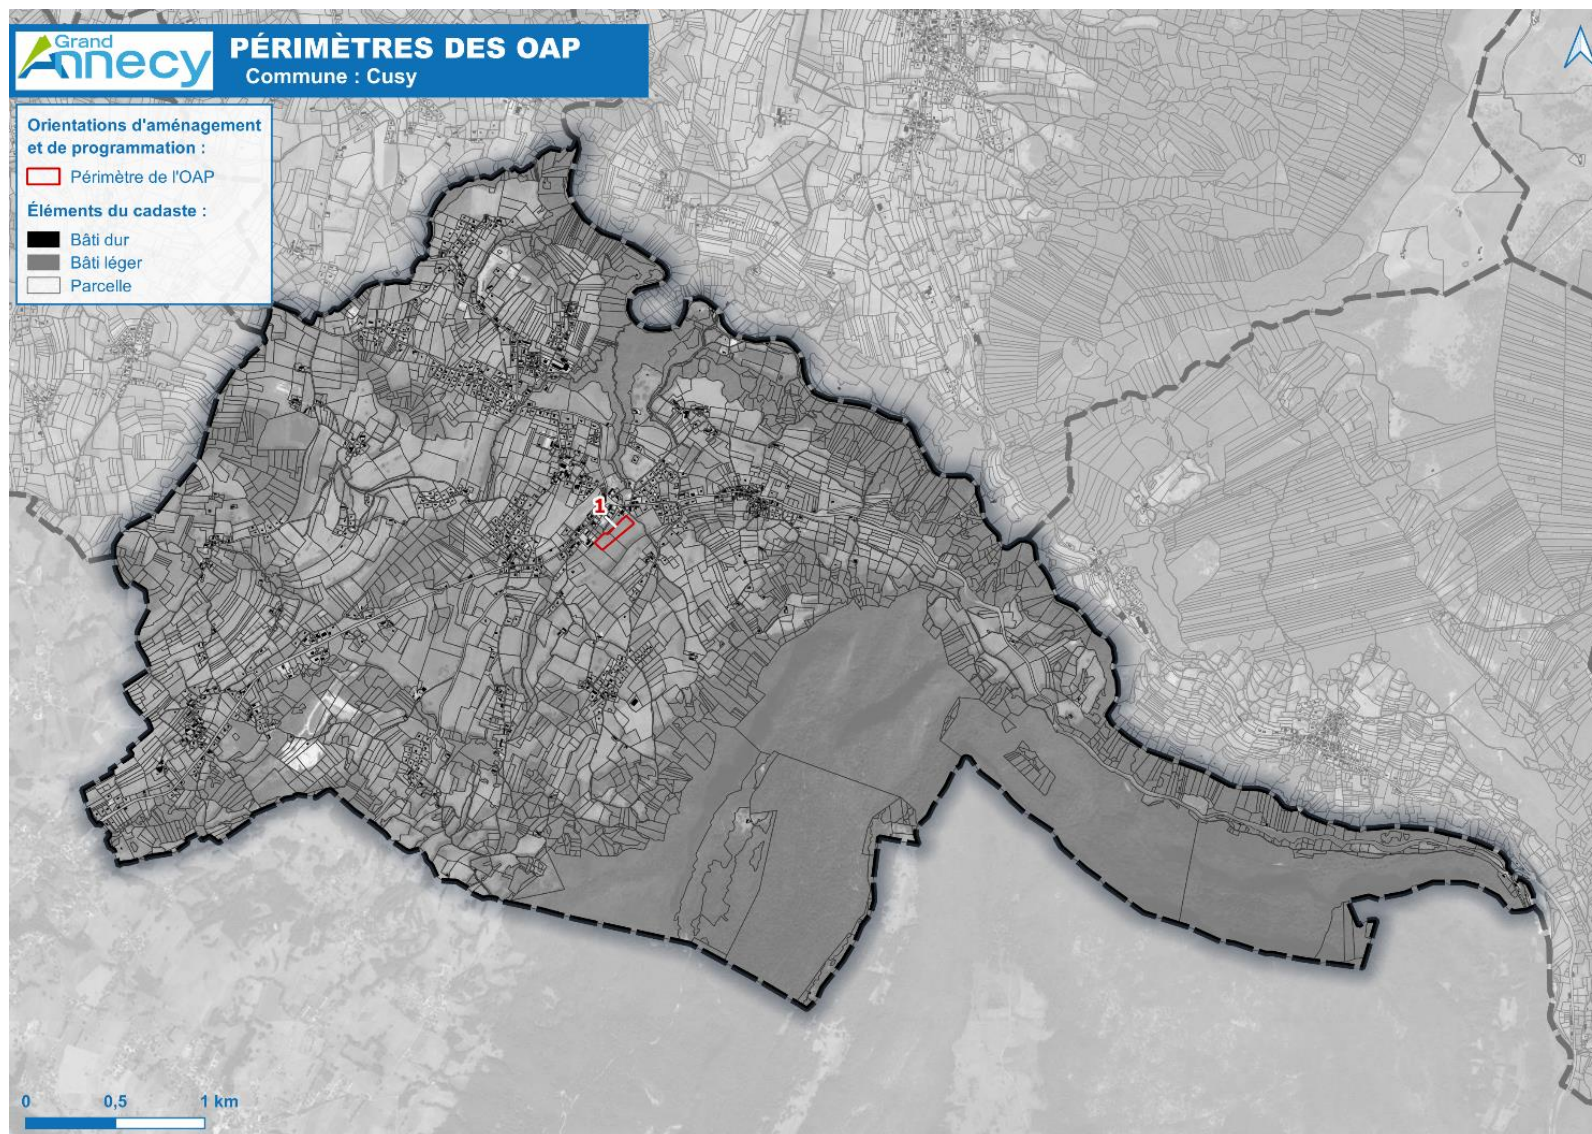 Grand
Annecy
PÉRIMÈTRES DES OAP
Commune : Cusy
Orientations d'aménagement
et de programmation :
Périmètre de l'OAP
Éléments du cadaste :
Bâti dur
Bâti léger
Parcelle
1
0 0,5 1 km